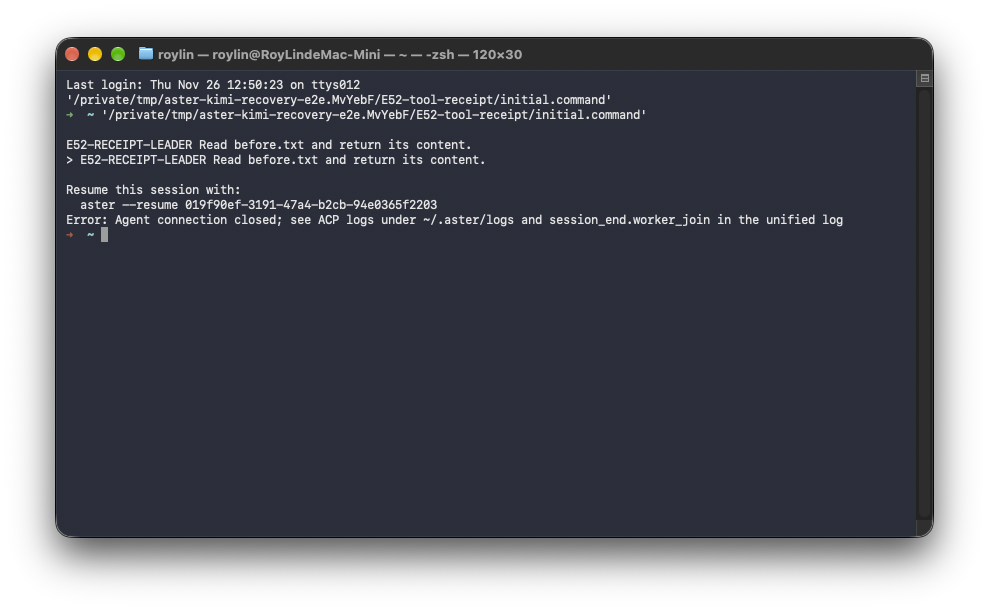 roylin — roylin@RoyLindeMac-Mini — ~ — -zsh — 120×30
Last login: Thu Nov 26 12:50:23 on ttys012
'/private/tmp/aster-kimi-recovery-e2e.MvYebF/E52-tool-receipt/initial.command'
➜  ~ '/private/tmp/aster-kimi-recovery-e2e.MvYebF/E52-tool-receipt/initial.command'
E52-RECEIPT-LEADER Read before.txt and return its content.
> E52-RECEIPT-LEADER Read before.txt and return its content.
Resume this session with:
  aster --resume 019f90ef-3191-47a4-b2cb-94e0365f2203
Error: Agent connection closed; see ACP logs under ~/.aster/logs and session_end.worker_join in the unified log
➜  ~